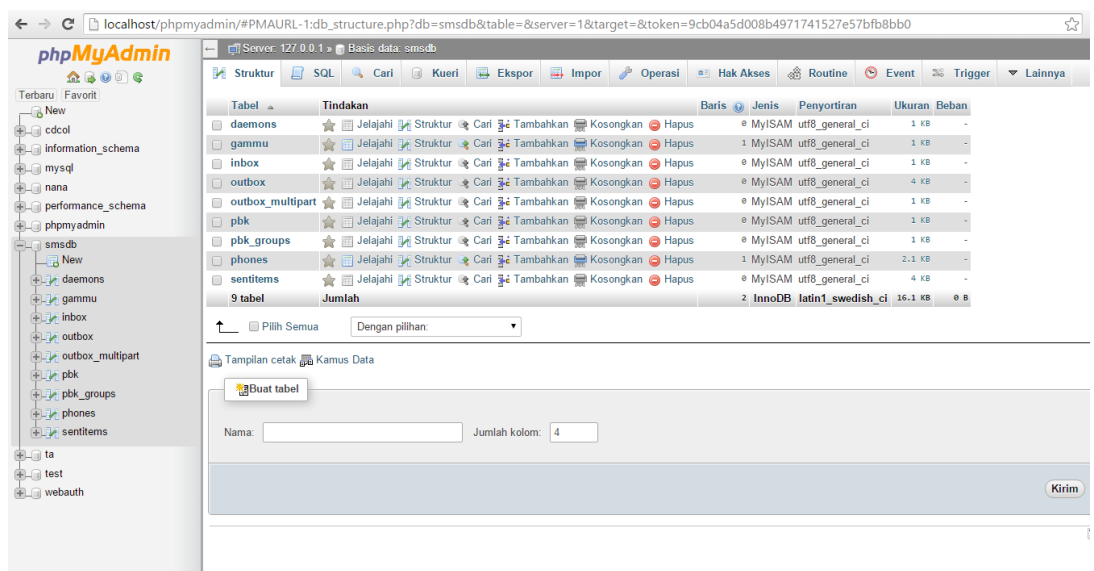 localhost/phpmyadmin/#PMAURL-1:db_structure.php?db=smsdb&table=&server=1&target=&token=9cb04a5d008b4971741527e57bfb8bb0
phpMyAdmin
Terbaru Favorit
New
cdcol
information_schema
mysql
nana
performance_schema
phpmyadmin
smsdb
New
daemons
gammu
inbox
outbox
outbox_multipart
pbk
pbk_groups
phones
sentitems
ta
test
webauth
Server: 127.0.0.1 » Basis data: smsdb
Struktur SQL Cari Kueri Ekspor Impor Operasi Hak Akses Routine Event Trigger Lainnya
Tabel Tindakan Baris Jenis Penyortiran Ukuran Beban
daemons Jelajahi Struktur Cari Tambahkan Kosongkan Hapus 0 MyISAM utf8_general_ci 1 KB -
gammu Jelajahi Struktur Cari Tambahkan Kosongkan Hapus 1 MyISAM utf8_general_ci 1 KB -
inbox Jelajahi Struktur Cari Tambahkan Kosongkan Hapus 0 MyISAM utf8_general_ci 1 KB -
outbox Jelajahi Struktur Cari Tambahkan Kosongkan Hapus 0 MyISAM utf8_general_ci 4 KB -
outbox_multipart Jelajahi Struktur Cari Tambahkan Kosongkan Hapus 0 MyISAM utf8_general_ci 1 KB -
pbk Jelajahi Struktur Cari Tambahkan Kosongkan Hapus 0 MyISAM utf8_general_ci 1 KB -
pbk_groups Jelajahi Struktur Cari Tambahkan Kosongkan Hapus 0 MyISAM utf8_general_ci 1 KB -
phones Jelajahi Struktur Cari Tambahkan Kosongkan Hapus 1 MyISAM utf8_general_ci 2.1 KB -
sentitems Jelajahi Struktur Cari Tambahkan Kosongkan Hapus 0 MyISAM utf8_general_ci 4 KB -
9 tabel Jumlah 2 InnoDB latin1_swedish_ci 16.1 KB 0 B
Pilih Semua Dengan pilihan:
Tampilan cetak Kamus Data
Buat tabel
Nama: Jumlah kolom: 4
Kirim